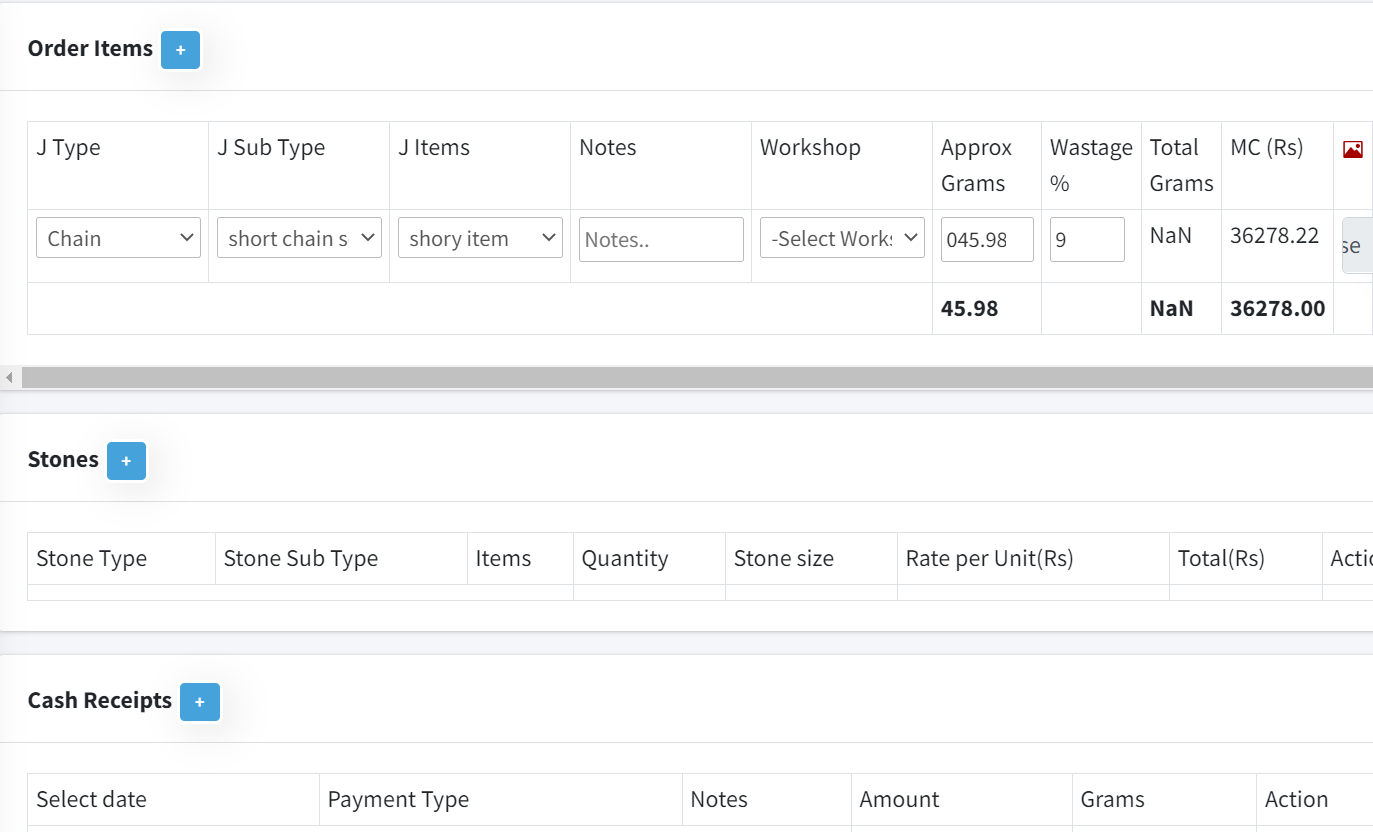 Order Items +
J Type J Sub Type J Items Notes Workshop Approx Grams Wastage % Total Grams MC (Rs)
Chain short chain s shory item Notes.. -Select Work 045.98 9 NaN 36278.22 se
45.98 NaN 36278.00
Stones +
Stone Type Stone Sub Type Items Quantity Stone size Rate per Unit(Rs) Total(Rs) Actio
Cash Receipts +
Select date Payment Type Notes Amount Grams Action